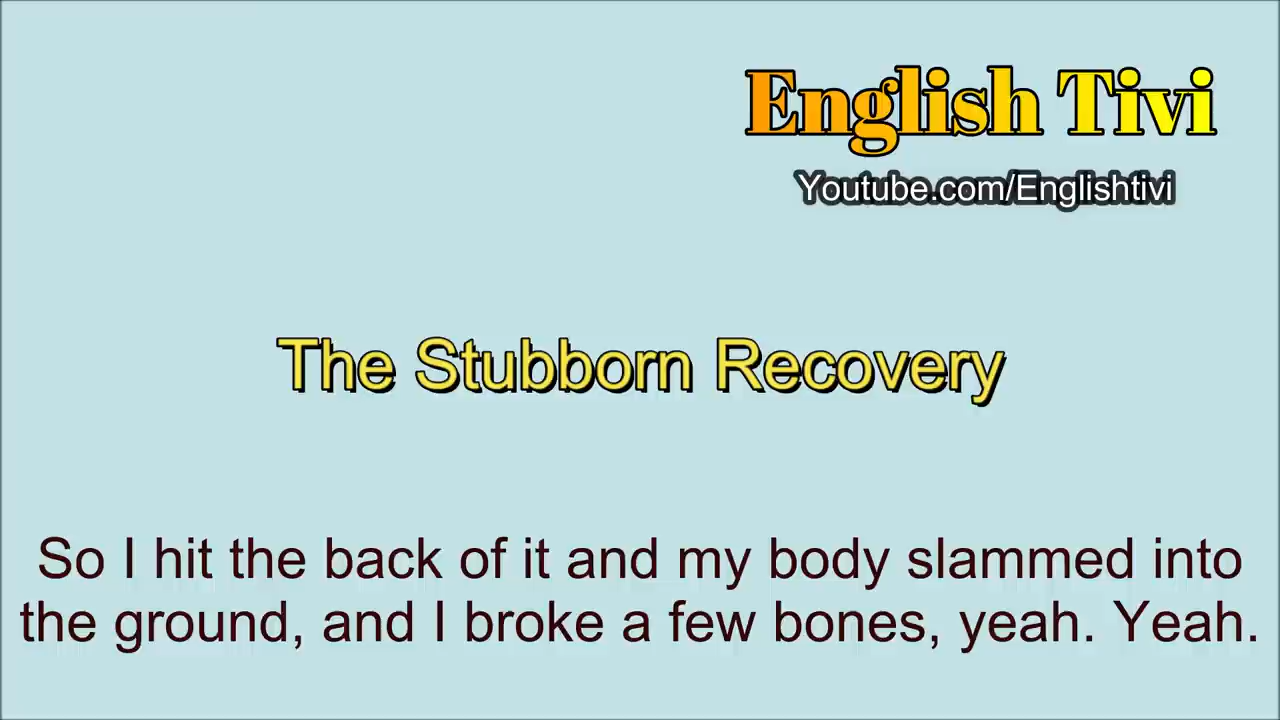 English Tivi
Youtube.com/Englishtivi
The Stubborn Recovery
So I hit the back of it and my body slammed into
the ground, and I broke a few bones, yeah. Yeah.